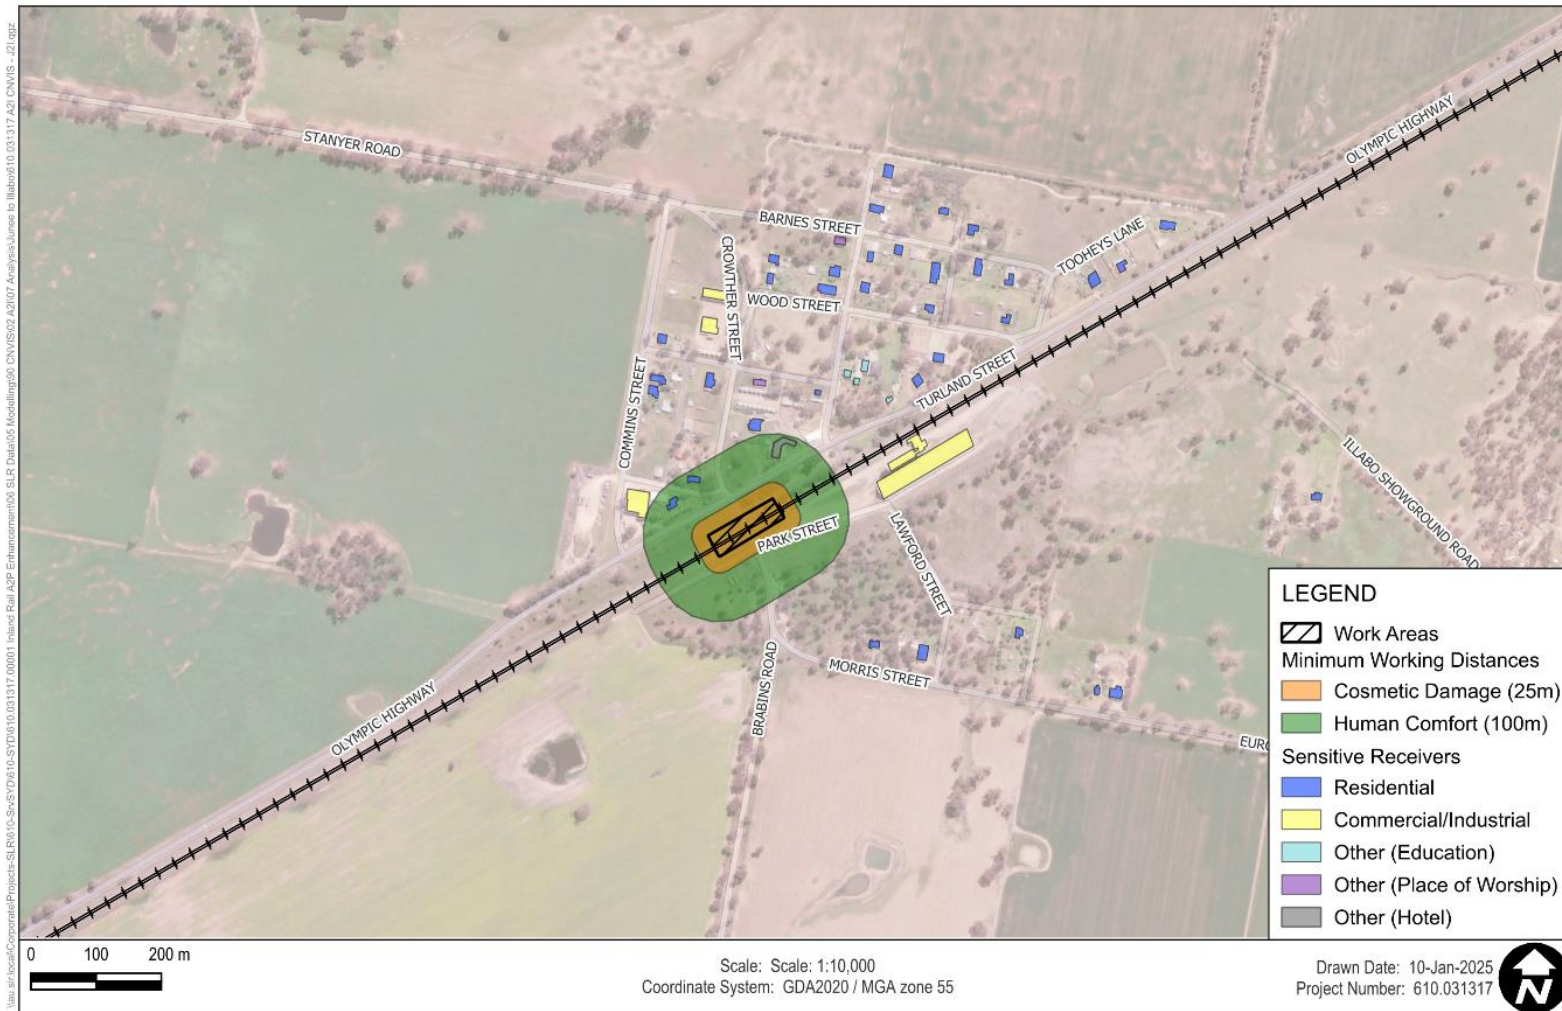 STANYER ROAD
OLYMPIC HIGHWAY
BARNES STREET
TOOHEYS LANE
CROWTHER STREET
WOOD STREET
COMMINS STREET
TURLAND STREET
ILLABO SHOWGROUND ROAD
PARK STREET
LAWFORD STREET
MORRIS STREET
BRABINS ROAD
OLYMPIC HIGHWAY
LEGEND
Work Areas
Minimum Working Distances
Cosmetic Damage (25m)
Human Comfort (100m)
Sensitive Receivers
Residential
Commercial/Industrial
Other (Education)
Other (Place of Worship)
Other (Hotel)
0 100 200 m
Scale: Scale: 1:10,000
Coordinate System: GDA2020 / MGA zone 55
Drawn Date: 10-Jan-2025
Project Number: 610.031317
N